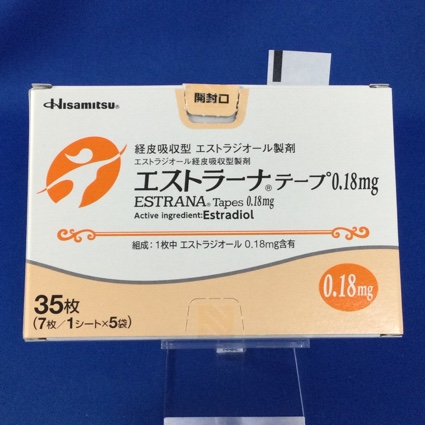 開封口
Hisamitsu®
経皮吸収型 エストラジオール製剤
エストラジオール経皮吸収型製剤
エストラーナ®テープ0.18mg
ESTRANA® Tapes 0.18mg
Active ingredient:Estradiol
組成:1枚中 エストラジオール 0.18mg含有
0.18mg
35枚
(7枚/1シート×5袋)